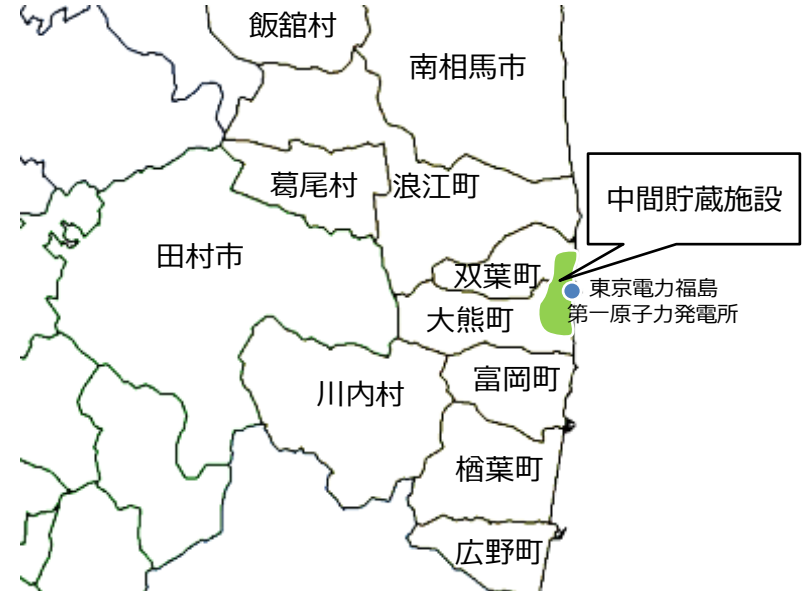 飯舘村
南相馬市
葛尾村
浪江町
中間貯蔵施設
田村市
双葉町
東京電力福島
第一原子力発電所
大熊町
富岡町
川内村
楢葉町
広野町